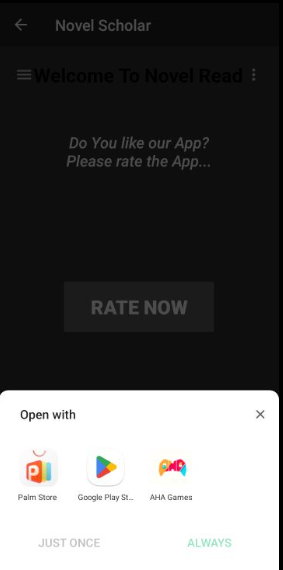 Novel Scholar
Welcome To Novel Read
Do You like our App?
Please rate the App...
RATE NOW
Open with
Palm Store
Google Play St...
AHA Games
JUST ONCE
ALWAYS